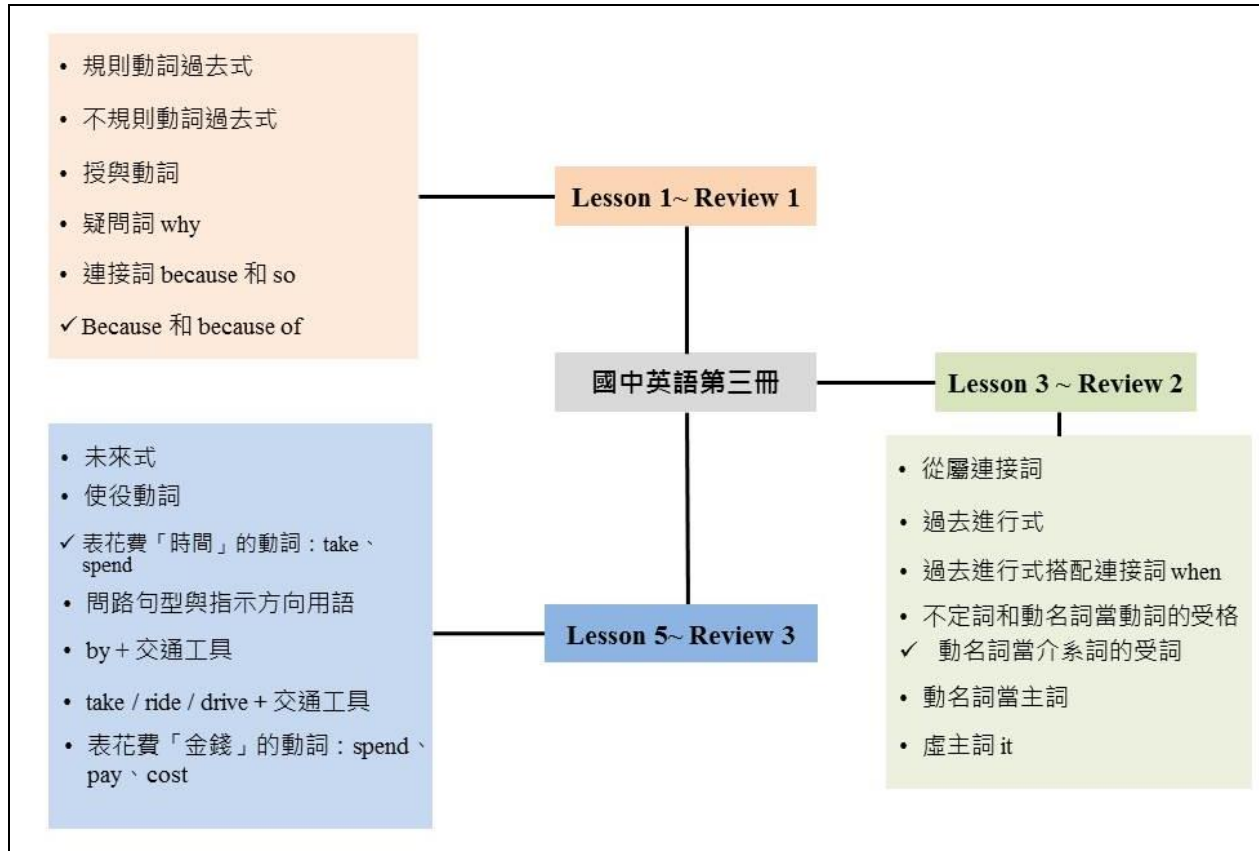 • 規則動詞過去式
• 不規則動詞過去式
• 授與動詞
• 疑問詞 why
• 連接詞 because 和 so
✓ Because 和 because of
Lesson 1~ Review 1
國中英語第三冊
Lesson 3 ~ Review 2
• 從屬連接詞
• 過去進行式
• 過去進行式搭配連接詞 when
• 不定詞和動名詞當動詞的受格
✓ 動名詞當介系詞的受詞
• 動名詞當主詞
• 虛主詞 it
Lesson 5~ Review 3
• 未來式
• 使役動詞
✓ 表花費「時間」的動詞：take、
spend
• 問路句型與指示方向用語
• by + 交通工具
• take / ride / drive + 交通工具
• 表花費「金錢」的動詞：spend、
pay、cost